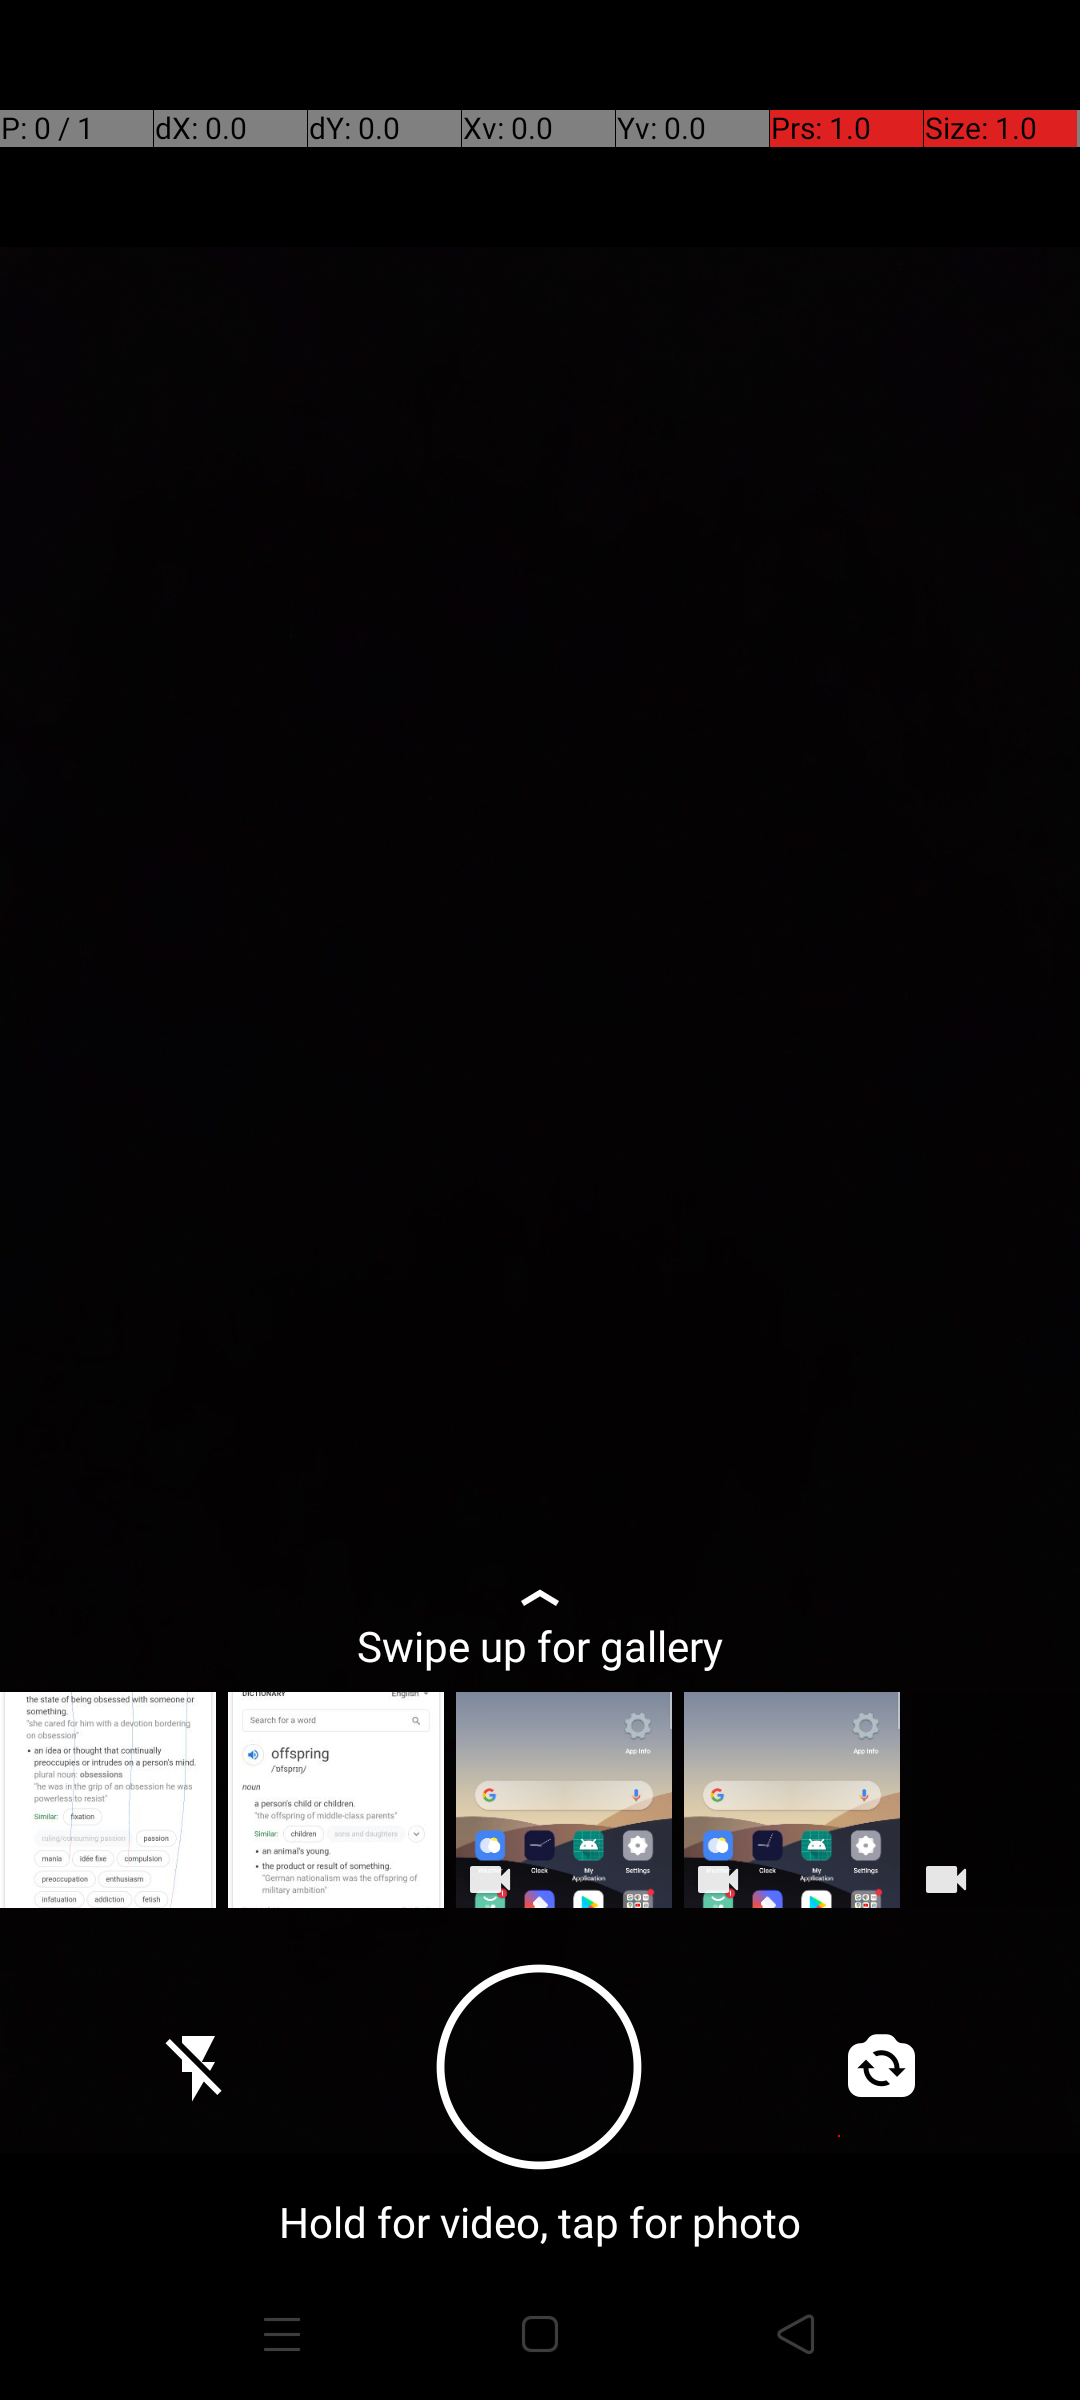 P: 0 / 1 dX: 0.0 dY: 0.0 Xv: 0.0 Yv: 0.0 Prs: 1.0 Size: 1.0
Swipe up for gallery
the state of being obsessed with someone or
something.
"she cared for him with a devotion bordering
on obsession"
• an idea or thought that continually
preoccupies or intrudes on a person's mind.
plural noun: obsessions
"he was in the grip of an obsession he was
powerless to resist"
Similar: fixation
ruling/consuming passion passion
mania idée fixe compulsion
preoccupation enthusiasm
infatuation addiction fetish
DICTIONARY English
Search for a word
offspring
/ˈɒfsprɪŋ/
noun
a person's child or children.
"the offspring of middle-class parents"
Similar: children sons and daughters
• an animal's young.
• the product or result of something.
"German nationalism was the offspring of
military ambition"
App info
Clock My Settings
Application
App info
Clock My Settings
Application
Hold for video, tap for photo